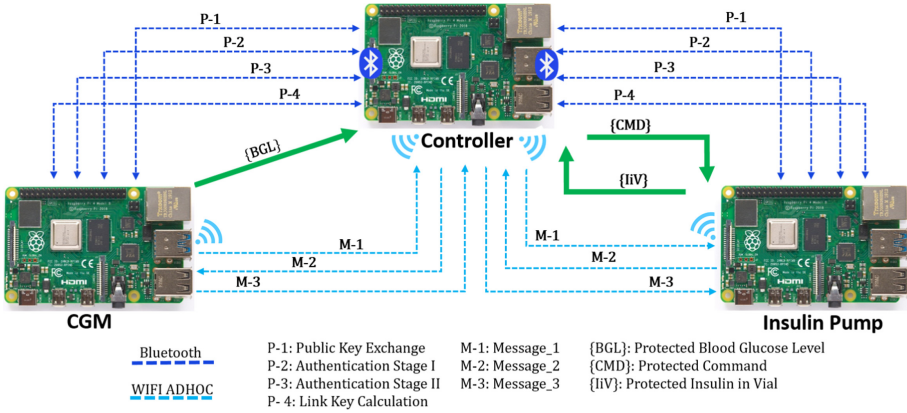 P-1
P-2
P-3
P-4
P-1
P-2
P-3
P-4
HDMI
Controller
{BGL}
{CMD}
{IiV}
M-1
M-2
M-3
M-1
M-2
M-3
HDMI
HDMI
CGM
Insulin Pump
Bluetooth
WIFI ADHOC
P-1: Public Key Exchange
P-2: Authentication Stage I
P-3: Authentication Stage II
P- 4: Link Key Calculation
M-1: Message_1
M-2: Message_2
M-3: Message_3
{BGL}: Protected Blood Glucose Level
{CMD}: Protected Command
{IiV}: Protected Insulin in Vial